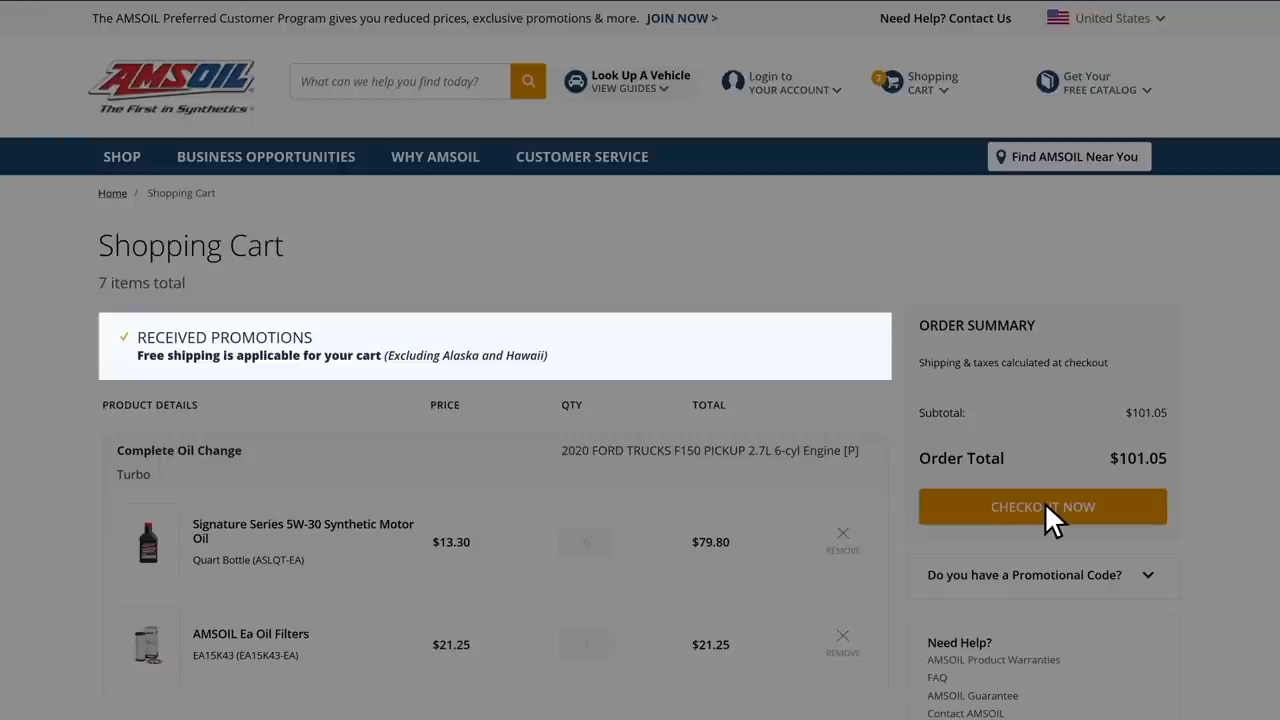 The AMSOIL Preferred Customer Program gives you reduced prices, exclusive promotions & more. JOIN NOW >
Need Help? Contact Us
United States
AMSOIL
The First in Synthetics
What can we help you find today?
Look Up A Vehicle
VIEW GUIDES
Login to
YOUR ACCOUNT
7
Shopping
CART
Get Your
FREE CATALOG
SHOP
BUSINESS OPPORTUNITIES
WHY AMSOIL
CUSTOMER SERVICE
Find AMSOIL Near You
Home / Shopping Cart
Shopping Cart
7 items total
RECEIVED PROMOTIONS
Free shipping is applicable for your cart (Excluding Alaska and Hawaii)
PRODUCT DETAILS PRICE QTY TOTAL
Complete Oil Change 2020 FORD TRUCKS F150 PICKUP 2.7L 6-cyl Engine [P]
Turbo
Signature Series 5W-30 Synthetic Motor
Oil
Quart Bottle (ASLQT-EA)
$13.30 6 $79.80
REMOVE
AMSOIL Ea Oil Filters
EA15K43 (EA15K43-EA)
$21.25 1 $21.25
REMOVE
ORDER SUMMARY
Shipping & taxes calculated at checkout
Subtotal: $101.05
Order Total $101.05
CHECKOUT NOW
Do you have a Promotional Code?
Need Help?
AMSOIL Product Warranties
FAQ
AMSOIL Guarantee
Contact AMSOIL